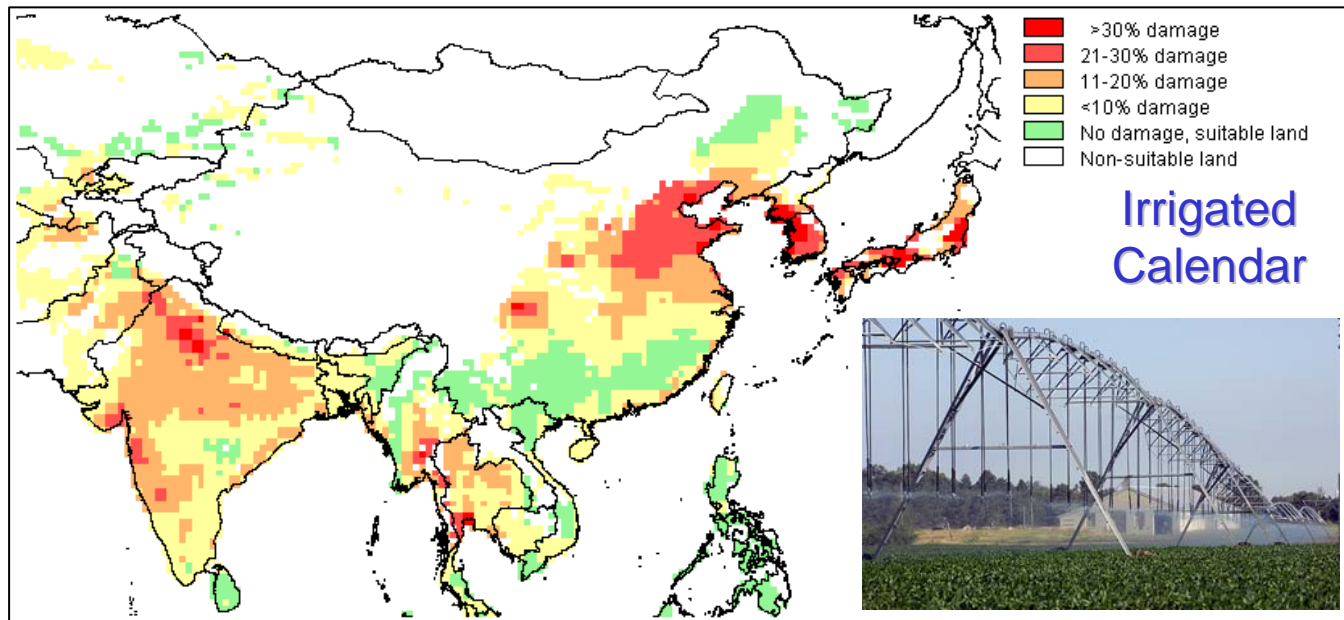 >30% damage
21-30% damage
11-20% damage
<10% damage
No damage, suitable land
Non-suitable land
Irrigated
Calendar